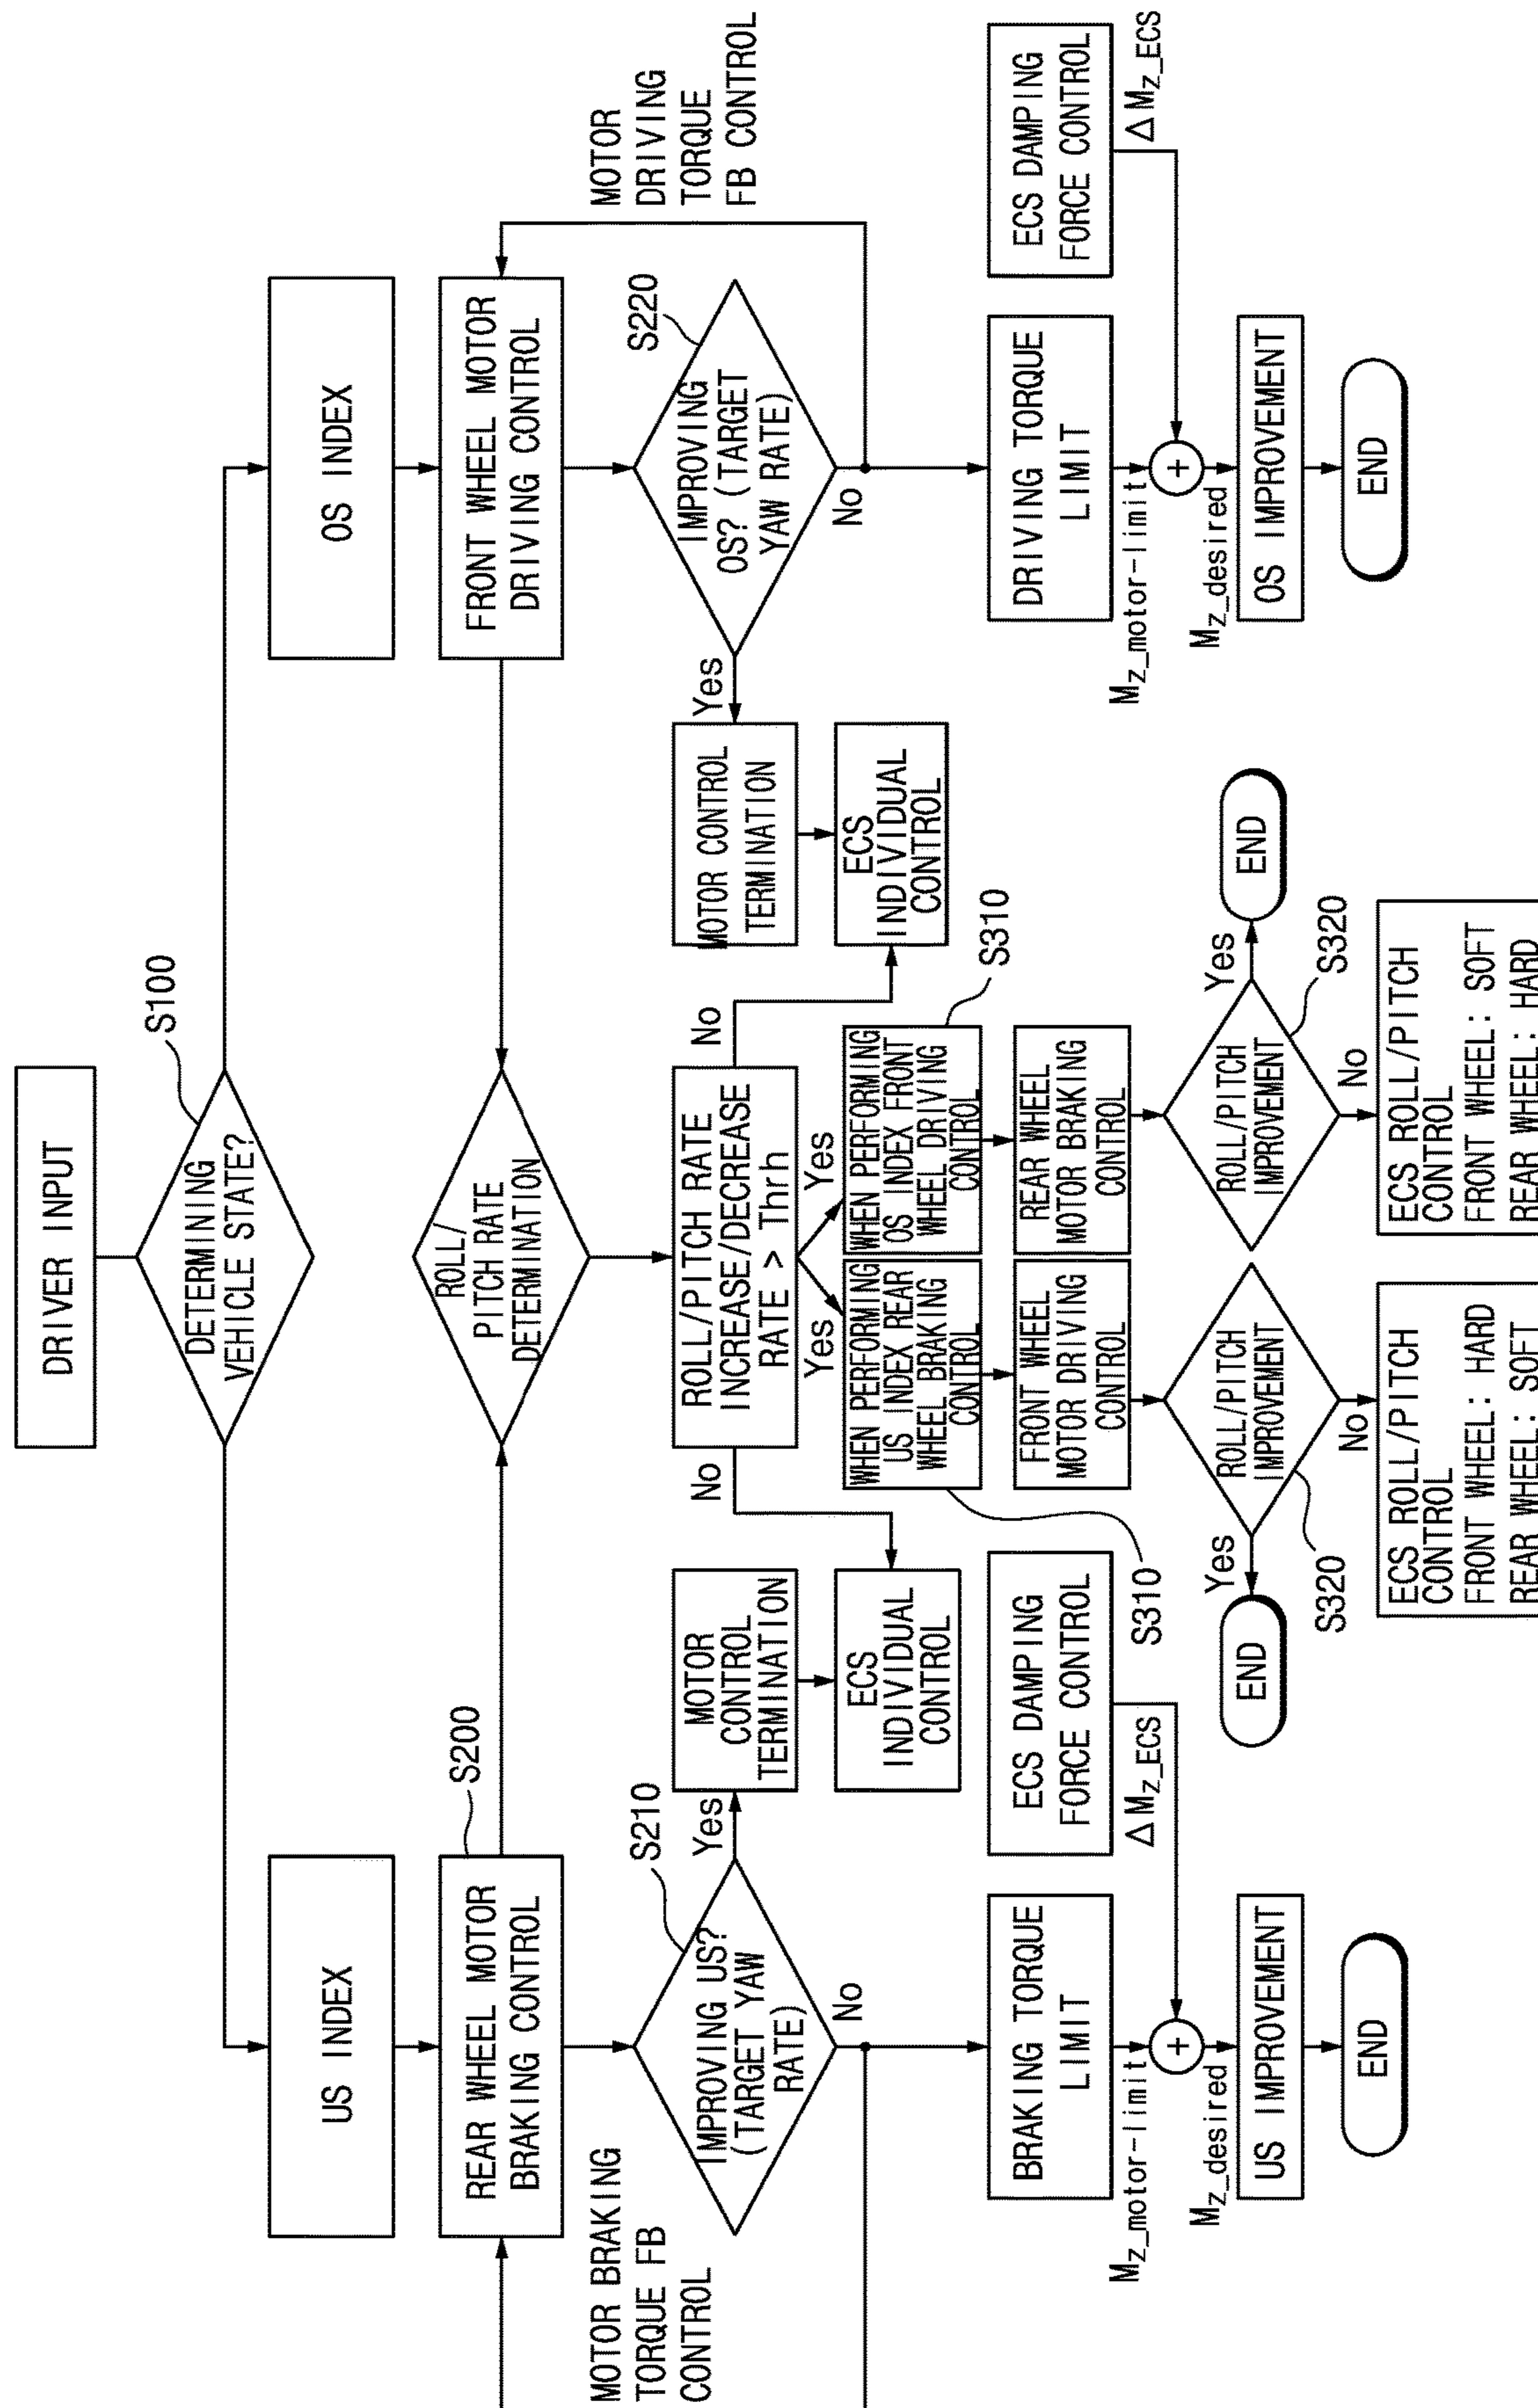 DRIVER INPUT
DETERMINING
VEHICLE STATE?
S100
US INDEX
OS INDEX
REAR WHEEL MOTOR
BRAKING CONTROL
S200
ROLL/
PITCH RATE
DETERMINATION
FRONT WHEEL MOTOR
DRIVING CONTROL
MOTOR BRAKING
TORQUE FB
CONTROL
IMPROVING US?
(TARGET YAW
RATE)
S210
Yes
No
MOTOR
CONTROL
TERMINATION
ECS
INDIVIDUAL
CONTROL
ROLL/PITCH RATE
INCREASE/DECREASE
RATE > Thrh
No
No
Yes
Yes
MOTOR CONTROL
TERMINATION
ECS
INDIVIDUAL
CONTROL
IMPROVING
OS? (TARGET
YAW RATE)
S220
Yes
No
MOTOR
DRIVING
TORQUE
FB CONTROL
WHEN PERFORMING
US INDEX REAR
WHEEL BRAKING
CONTROL
S310
WHEN PERFORMING
OS INDEX FRONT
WHEEL DRIVING
CONTROL
S310
BRAKING TORQUE
LIMIT
ECS DAMPING
FORCE CONTROL
FRONT WHEEL
MOTOR DRIVING
CONTROL
REAR WHEEL
MOTOR BRAKING
CONTROL
DRIVING TORQUE
LIMIT
ECS DAMPING
FORCE CONTROL
Mz_motor-limit
ΔMz_ECS
+
Mz_desired
Mz_motor-limit
ΔMz_ECS
+
Mz_desired
US IMPROVEMENT
END
END
Yes
ROLL/PITCH
IMPROVEMENT
S320
No
ROLL/PITCH
IMPROVEMENT
S320
Yes
No
END
OS IMPROVEMENT
END
ECS ROLL/PITCH
CONTROL
FRONT WHEEL: HARD
REAR WHEEL: SOFT
ECS ROLL/PITCH
CONTROL
FRONT WHEEL: SOFT
REAR WHEEL: HARD